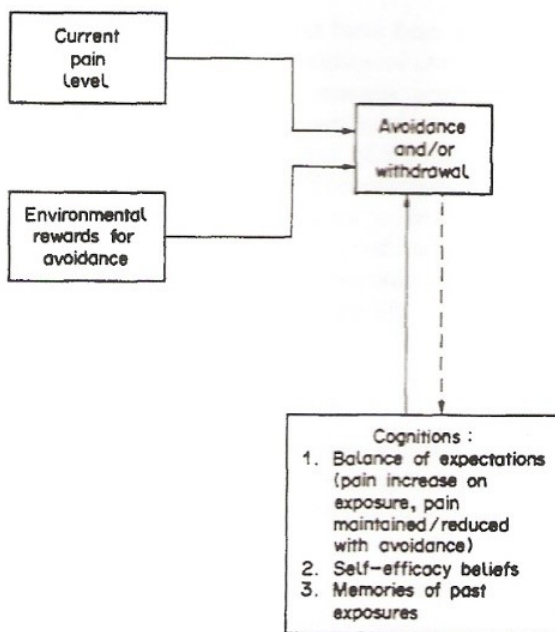 Current
pain
level
Avoidance
and/or
withdrawal
Environmental
rewards for
avoidance
Cognitions :
1. Balance of expectations
(pain increase on
exposure, pain
maintained/reduced
with avoidance)
2. Self-efficacy beliefs
3. Memories of past
exposures